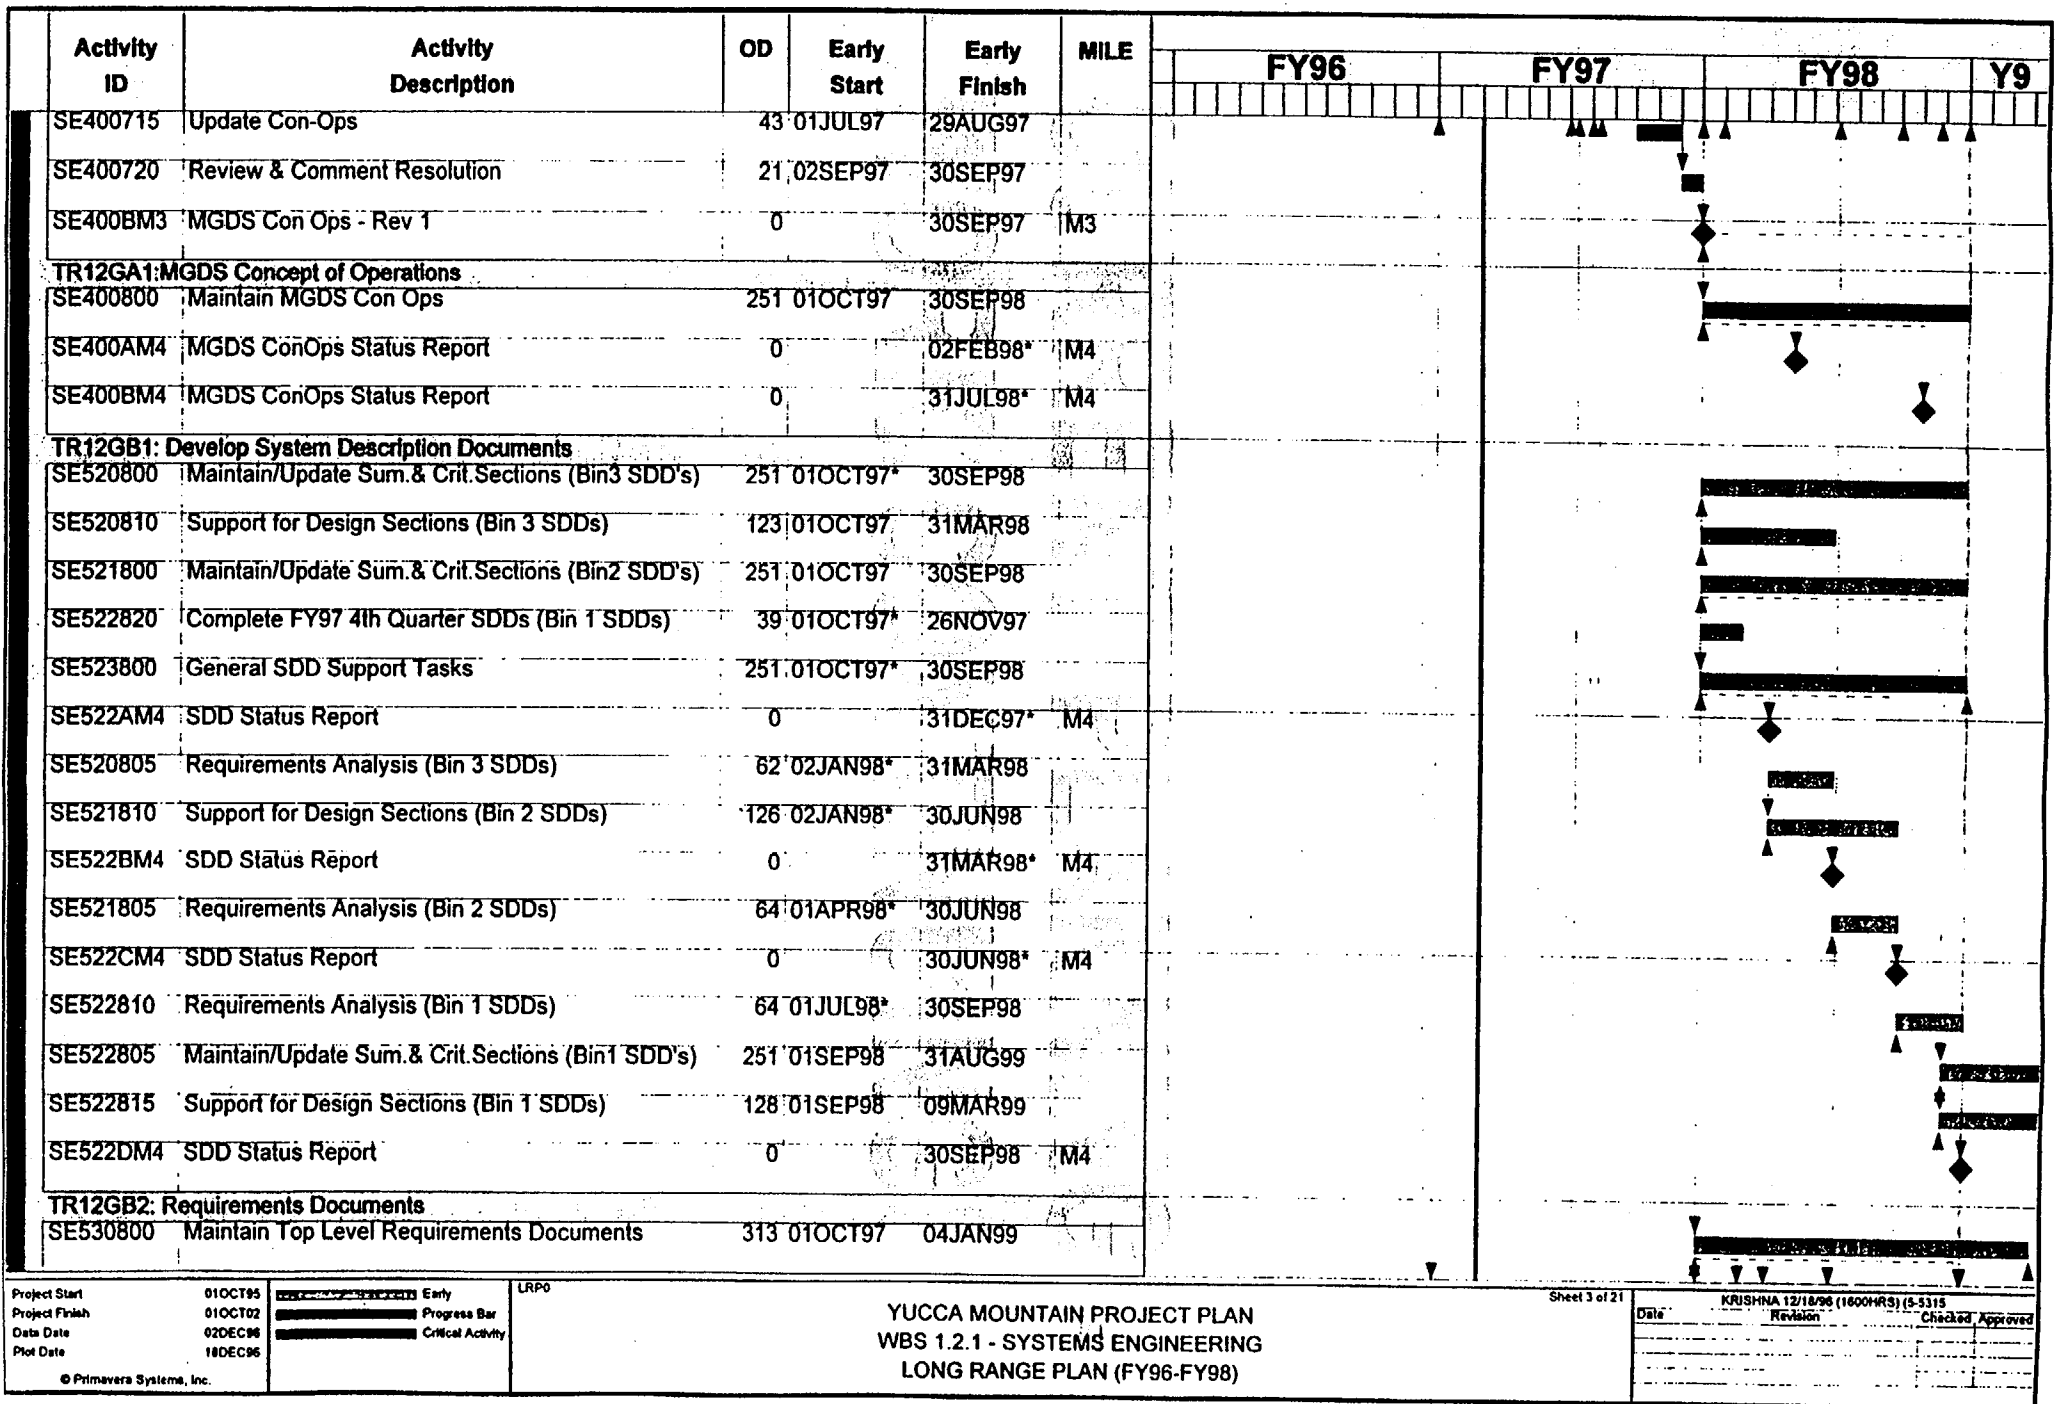 Activity ID Activity Description OD Early Start Early Finish MILE FY96 FY97 FY98 Y9
SE400715 Update Con-Ops 43 01JUL97 29AUG97
SE400720 Review & Comment Resolution 21 02SEP97 30SEP97
SE400BM3 MGDS Con Ops - Rev 1 0 30SEP97 M3
TR12GA1:MGDS Concept of Operations
SE400800 Maintain MGDS Con Ops 251 01OCT97 30SEP98
SE400AM4 MGDS ConOps Status Report 0 02FEB98* M4
SE400BM4 MGDS ConOps Status Report 0 31JUL98* M4
TR12GB1: Develop System Description Documents
SE520800 Maintain/Update Sum.& Crit.Sections (Bin3 SDD's) 251 01OCT97* 30SEP98
SE520810 Support for Design Sections (Bin 3 SDDs) 123 01OCT97 31MAR98
SE521800 Maintain/Update Sum.& Crit.Sections (Bin2 SDD's) 251 01OCT97 30SEP98
SE522820 Complete FY97 4th Quarter SDDs (Bin 1 SDDs) 39 01OCT97* 26NOV97
SE523800 General SDD Support Tasks 251 01OCT97* 30SEP98
SE522AM4 SDD Status Report 0 31DEC97* M4
SE520805 Requirements Analysis (Bin 3 SDDs) 62 02JAN98* 31MAR98
SE521810 Support for Design Sections (Bin 2 SDDs) 126 02JAN98* 30JUN98
SE522BM4 SDD Status Report 0 31MAR98* M4
SE521805 Requirements Analysis (Bin 2 SDDs) 64 01APR98* 30JUN98
SE522CM4 SDD Status Report 0 30JUN98* M4
SE522810 Requirements Analysis (Bin 1 SDDs) 64 01JUL98* 30SEP98
SE522805 Maintain/Update Sum.& Crit.Sections (Bin1 SDD's) 251 01SEP98 31AUG99
SE522815 Support for Design Sections (Bin 1 SDDs) 128 01SEP98 09MAR99
SE522DM4 SDD Status Report 0 30SEP98 M4
TR12GB2: Requirements Documents
SE530800 Maintain Top Level Requirements Documents 313 01OCT97 04JAN99
Project Start 01OCT95
Project Finish 01OCT02
Data Date 02DEC96
Plot Date 18DEC96
© Primavera Systems, Inc.
Early
Progress Bar
Critical Activity
LRP0
YUCCA MOUNTAIN PROJECT PLAN
WBS 1.2.1 - SYSTEMS ENGINEERING
LONG RANGE PLAN (FY96-FY98)
Sheet 3 of 21
KRISHNA 12/18/96 (1600HRS) (5-5315
Date Revision Checked Approved